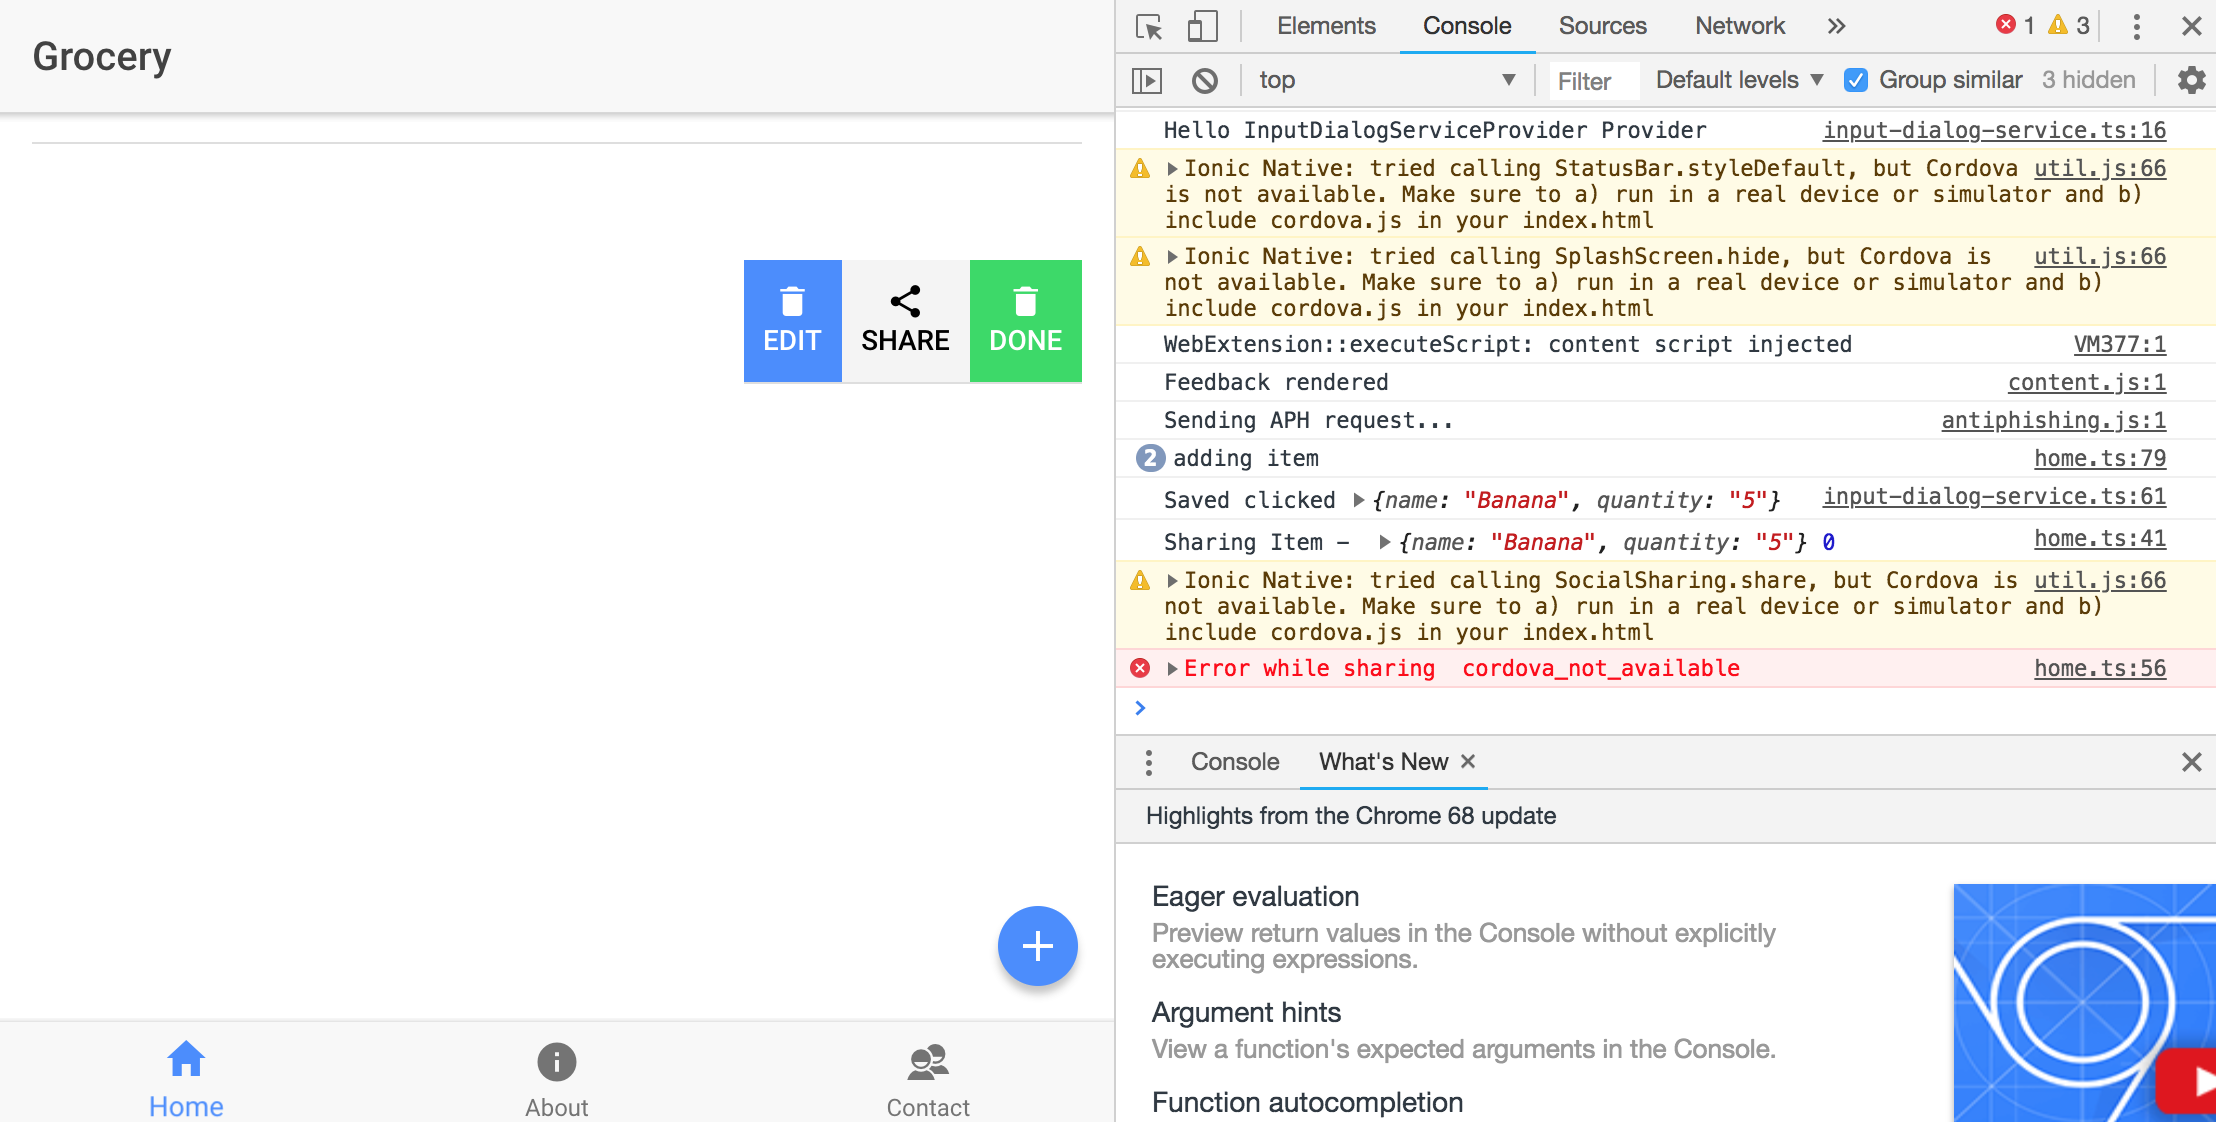 Grocery
EDIT
SHARE
DONE
Home
About
Contact
Elements
Console
Sources
Network
1
3
top
Filter
Default levels
Group similar
3 hidden
Hello InputDialogServiceProvider Provider input-dialog-service.ts:16
Ionic Native: tried calling StatusBar.styleDefault, but Cordova util.js:66
is not available. Make sure to a) run in a real device or simulator and b)
include cordova.js in your index.html
Ionic Native: tried calling SplashScreen.hide, but Cordova is util.js:66
not available. Make sure to a) run in a real device or simulator and b)
include cordova.js in your index.html
WebExtension::executeScript: content script injected VM377:1
Feedback rendered content.js:1
Sending APH request... antiphishing.js:1
2 adding item home.ts:79
Saved clicked {name: "Banana", quantity: "5"} input-dialog-service.ts:61
Sharing Item - {name: "Banana", quantity: "5"} 0 home.ts:41
Ionic Native: tried calling SocialSharing.share, but Cordova is util.js:66
not available. Make sure to a) run in a real device or simulator and b)
include cordova.js in your index.html
Error while sharing cordova_not_available home.ts:56
Console
What's New
Highlights from the Chrome 68 update
Eager evaluation
Preview return values in the Console without explicitly
executing expressions.
Argument hints
View a function's expected arguments in the Console.
Function autocompletion